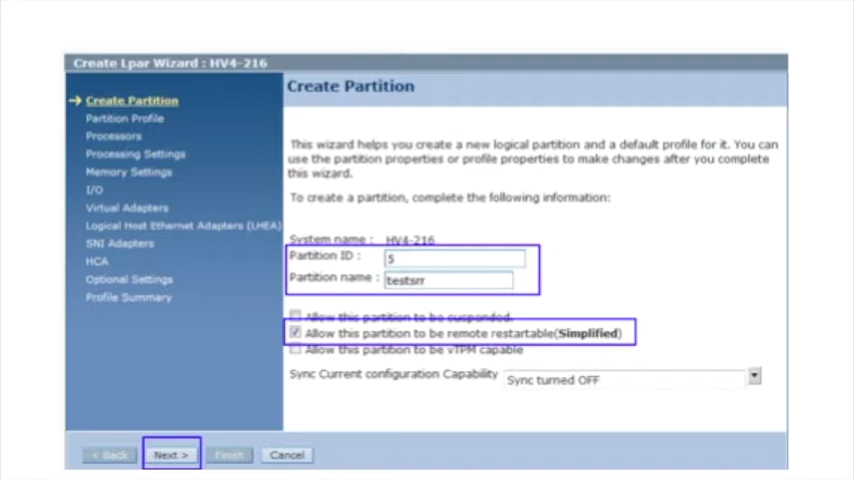 Create Lpar Wizard : HV4-216
Create Partition
Partition Profile
Processors
Processing Settings
Memory Settings
I/O
Virtual Adapters
Logical Host Ethernet Adapters (LHEA)
SNI Adapters
HCA
Optional Settings
Profile Summary
Create Partition
This wizard helps you create a new logical partition and a default profile for it. You can
use the partition properties or profile properties to make changes after you complete
this wizard.
To create a partition, complete the following information:
System name : HV4-216
Partition ID : 5
Partition name : testsrr
Allow this partition to be suspended.
Allow this partition to be remote restartable(Simplified)
Allow this partition to be vTPM capable
Sync Current configuration Capability Sync turned OFF
< Back Next > Finish Cancel